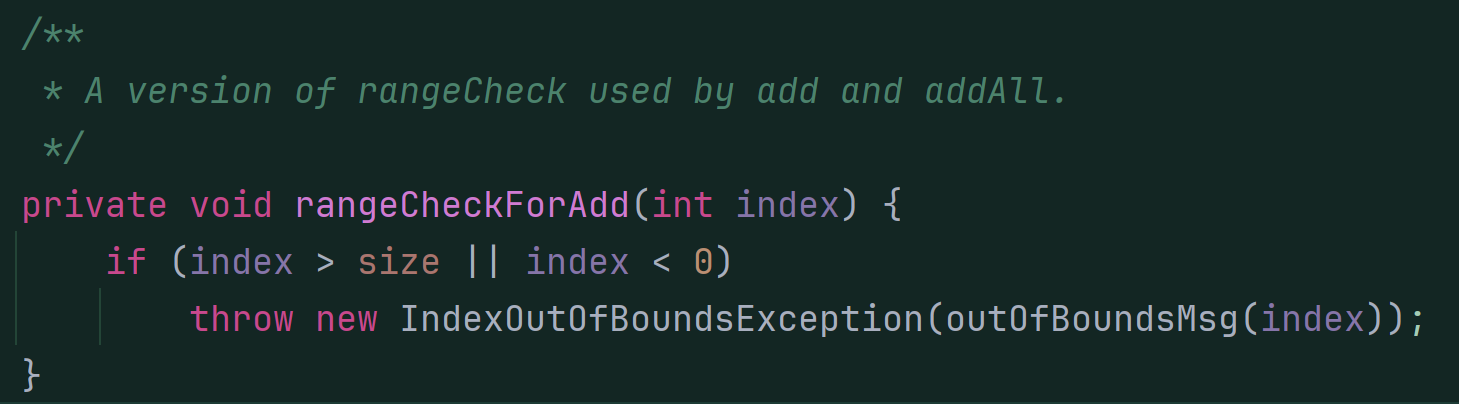 /**
 * A version of rangeCheck used by add and addAll.
 */
private void rangeCheckForAdd(int index) {
    if (index > size || index < 0)
        throw new IndexOutOfBoundsException(outOfBoundsMsg(index));
}